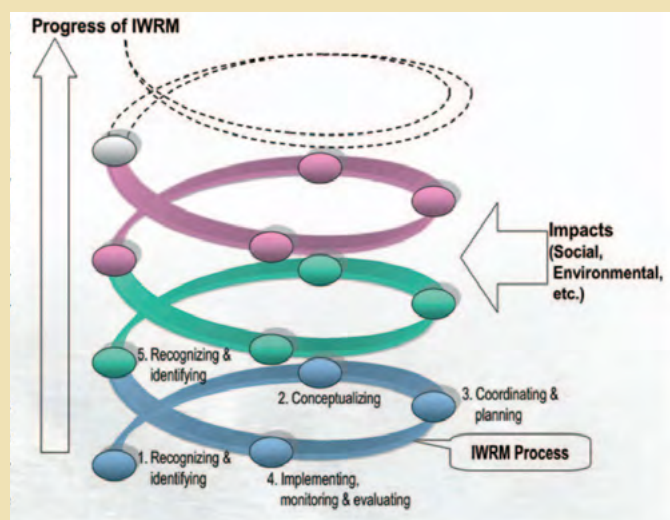 Progress of IWRM
Impacts
(Social,
Environmental,
etc.)
5. Recognizing &
identifying
2. Conceptualizing
3. Coordinating &
planning
1. Recognizing &
identifying
4. Implementing,
monitoring & evaluating
IWRM Process